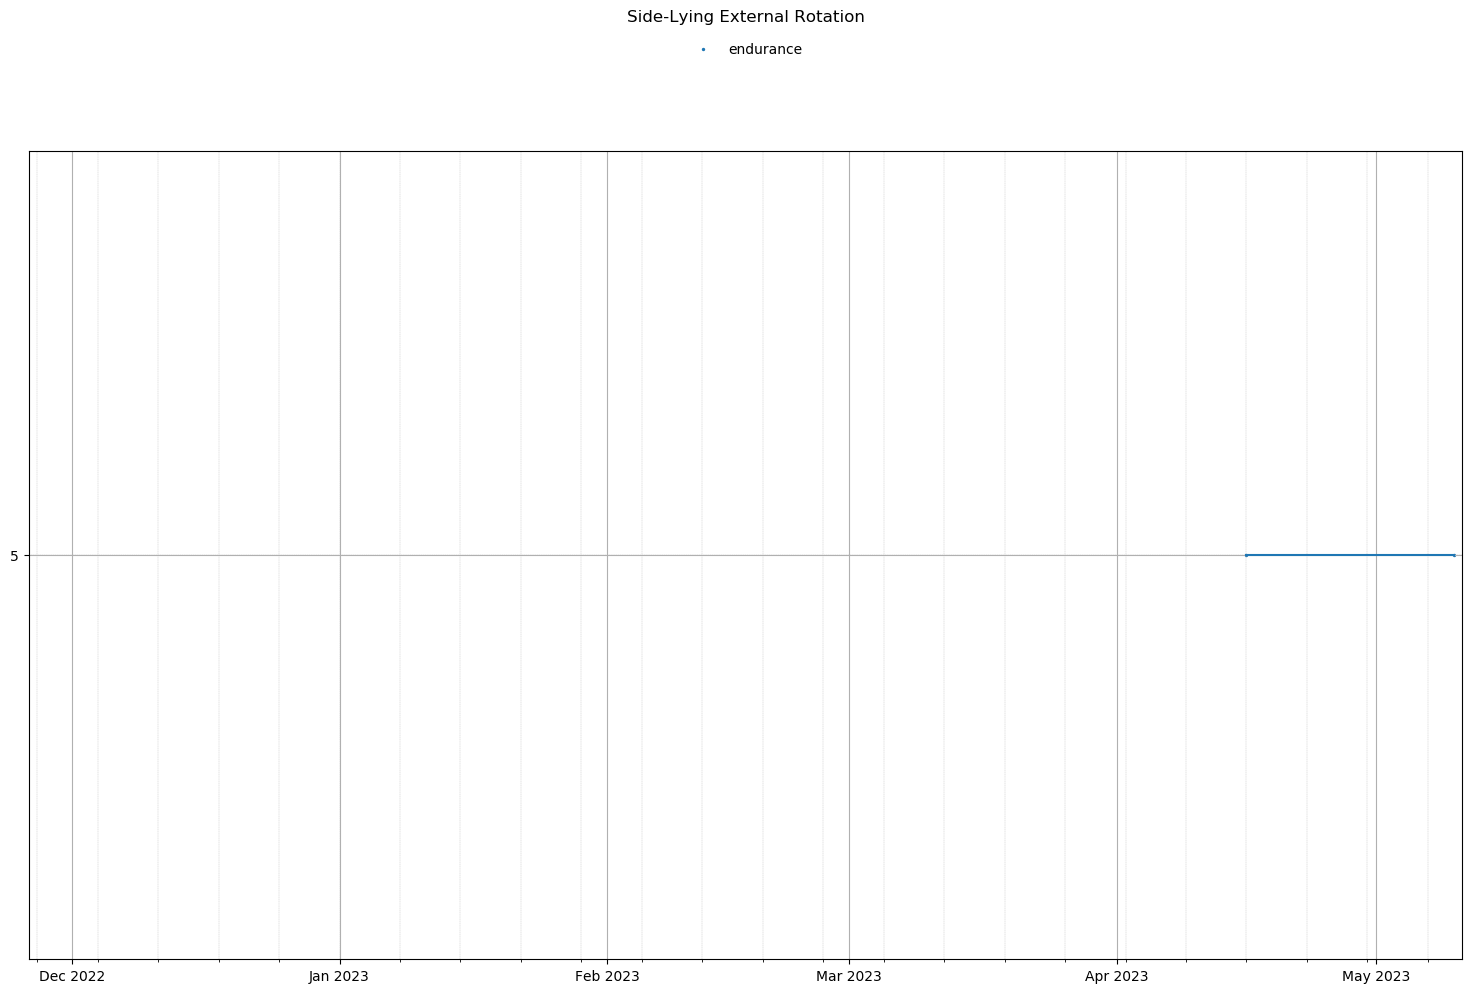 Side-Lying External Rotation
endurance
5
Dec 2022
Jan 2023
Feb 2023
Mar 2023
Apr 2023
May 2023